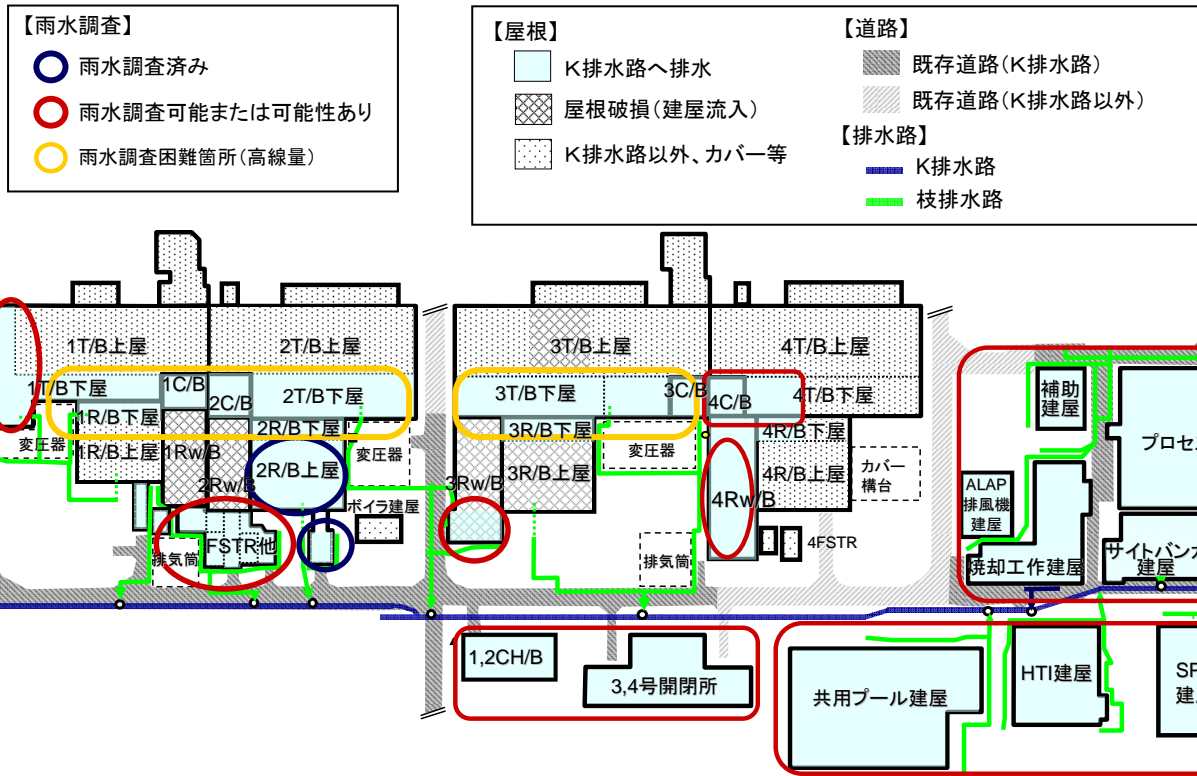 【雨水調査】
雨水調査済み
雨水調査可能または可能性あり
雨水調査困難箇所(高線量)
【屋根】
K排水路へ排水
屋根破損(建屋流入)
K排水路以外、カバー等
【道路】
既存道路(K排水路)
既存道路(K排水路以外)
【排水路】
K排水路
枝排水路
1T/B上屋
2T/B上屋
3T/B上屋
4T/B上屋
1T/B下屋
1C/B
2C/B
2T/B下屋
3T/B下屋
3C/B
4C/B
4T/B下屋
補助
建屋
プロセ
変圧器
1R/B下屋
1R/B上屋
1Rw/B
2Rw/B
2R/B下屋
2R/B上屋
変圧器
3Rw/B
3R/B下屋
3R/B上屋
変圧器
4Rw/B
4R/B下屋
4R/B上屋
カバー
構台
ALAP
排風機
建屋
ボイラ建屋
FSTR他
排気筒
排気筒
4FSTR
焼却工作建屋
サイトバンカ
建屋
1,2CH/B
3,4号開閉所
共用プール建屋
HTI建屋
SP
建